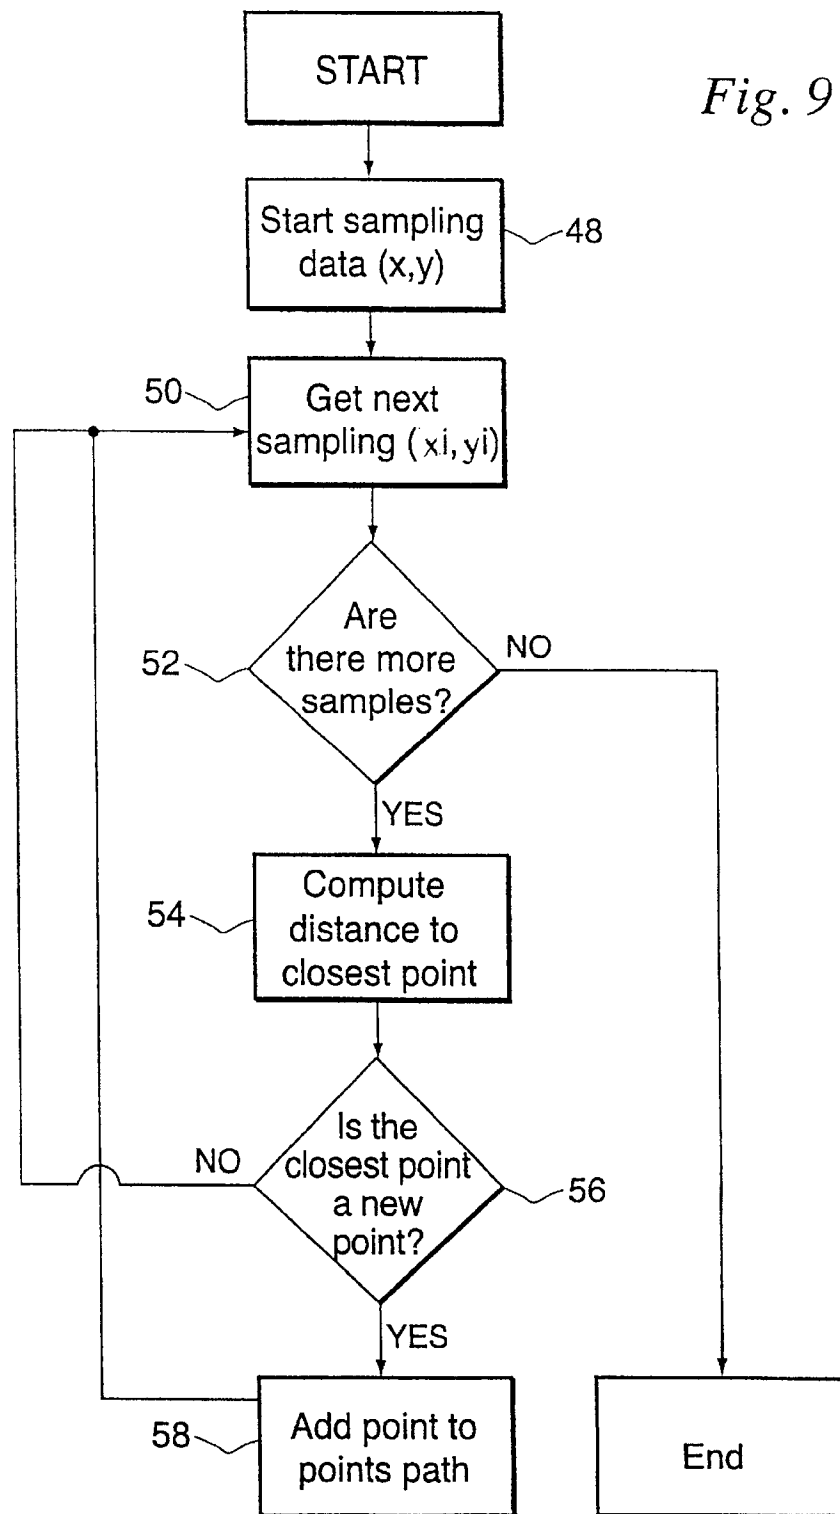 START
Fig. 9
Start sampling
data (x,y)
48
50
Get next
sampling (xi, yi)
Are
there more
samples?
52
NO
YES
Compute
distance to
closest point
54
Is the
closest point
a new
point?
NO
56
YES
58
Add point to
points path
End